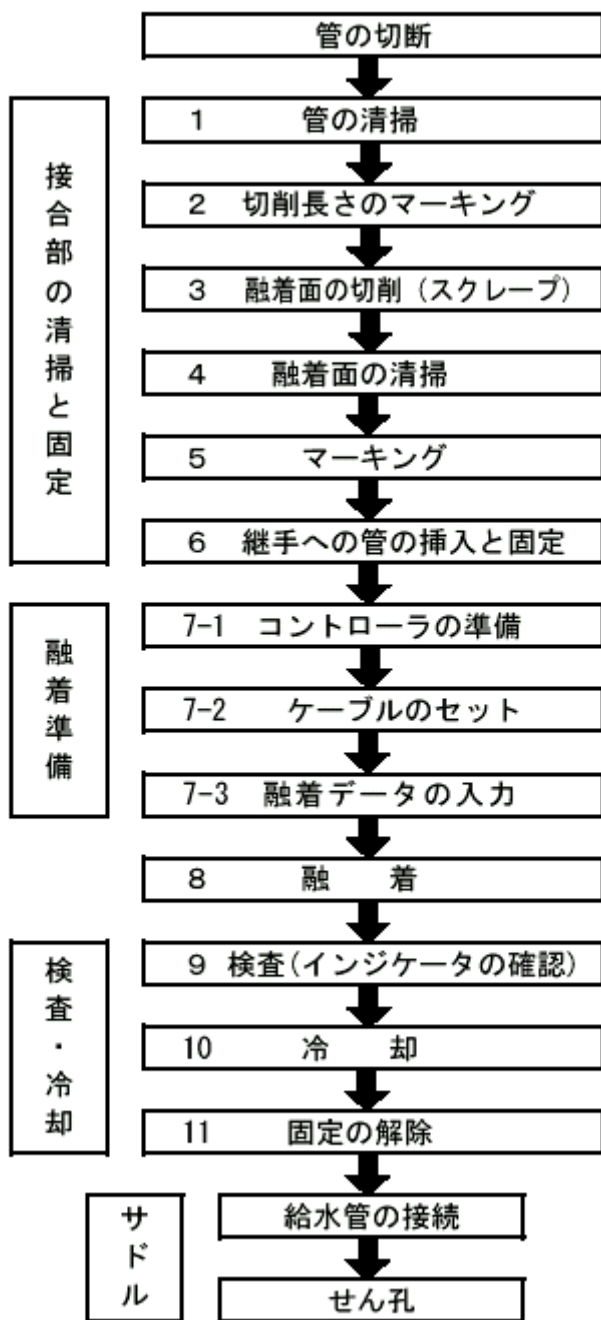 管の切断
接合部の清掃と固定
1 管の清掃
2 切削長さのマーキング
3 融着面の切削（スクレープ）
4 融着面の清掃
5 マーキング
6 継手への管の挿入と固定
融着準備
7-1 コントローラの準備
7-2 ケーブルのセット
7-3 融着データの入力
8 融 着
検査・冷却
9 検査(インジケータの確認)
10 冷 却
11 固定の解除
サドル
給水管の接続
せん孔